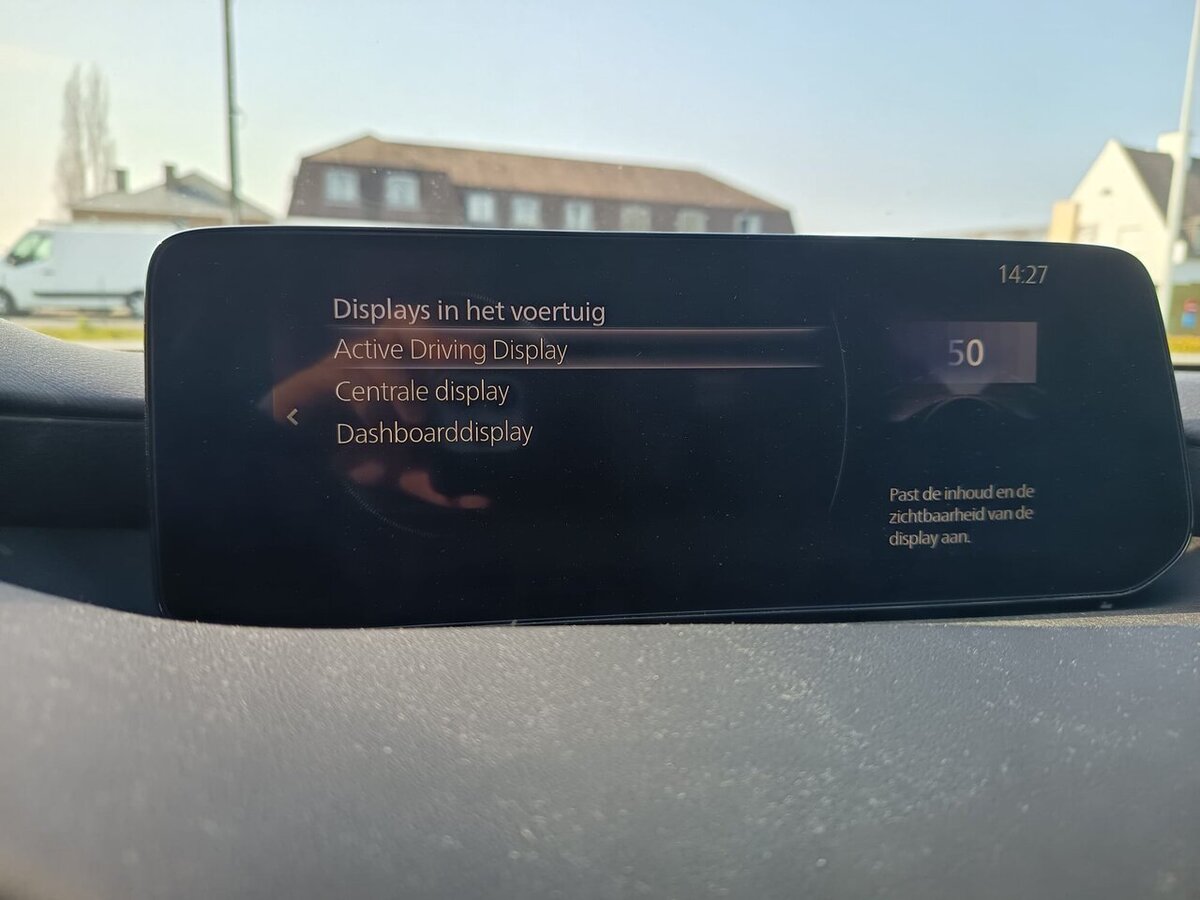 14:27
Displays in het voertuig
Active Driving Display
Centrale display
Dashboarddisplay
50
Past de inhoud en de
zichtbaarheid van de
display aan.